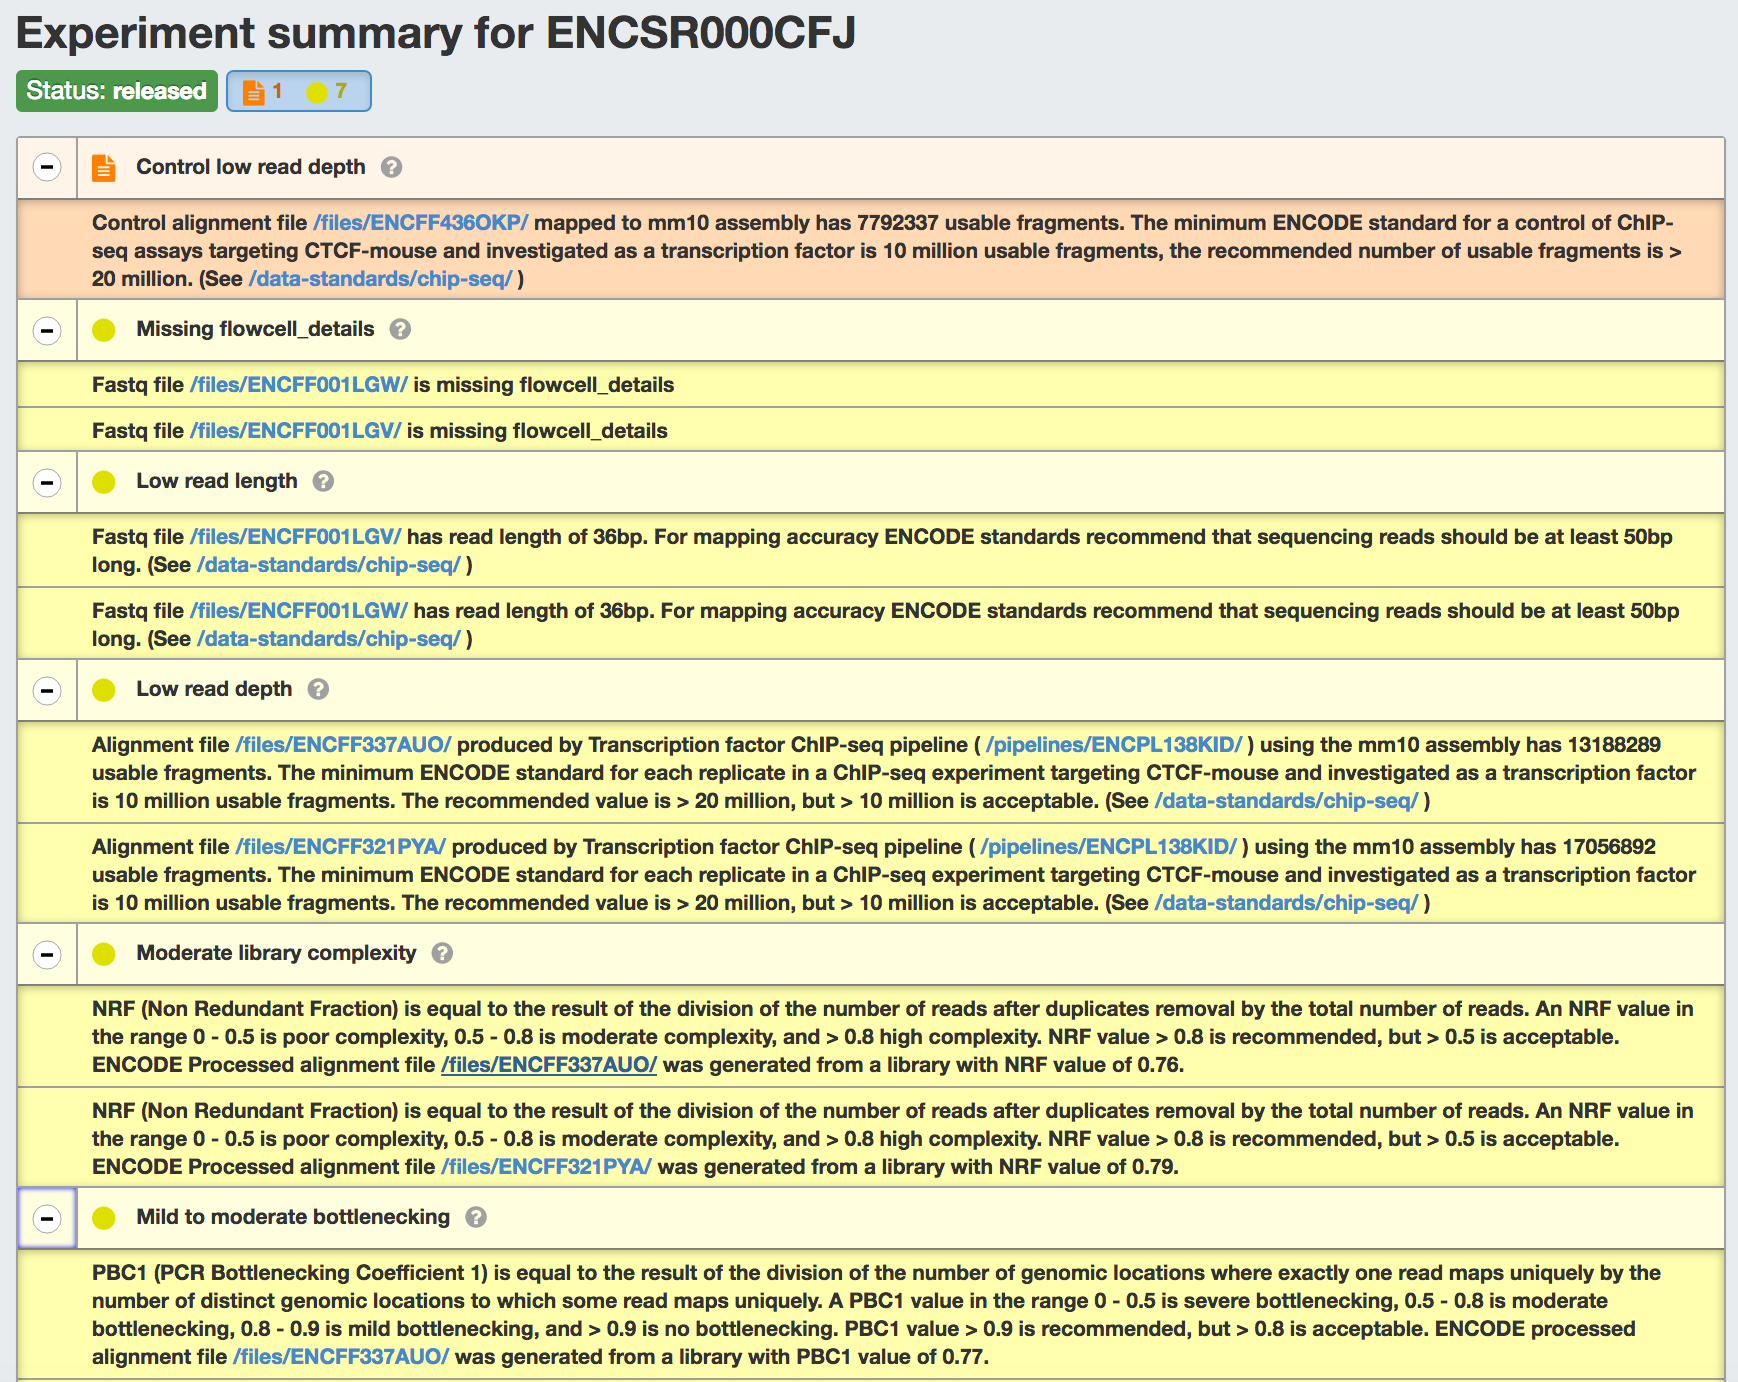 Experiment summary for ENCSR000CFJ
Status: released 1 7
Control low read depth ?
Control alignment file /files/ENCFF436OKP/ mapped to mm10 assembly has 7792337 usable fragments. The minimum ENCODE standard for a control of ChIP-
seq assays targeting CTCF-mouse and investigated as a transcription factor is 10 million usable fragments, the recommended number of usable fragments is >
20 million. (See /data-standards/chip-seq/ )
Missing flowcell_details ?
Fastq file /files/ENCFF001LGW/ is missing flowcell_details
Fastq file /files/ENCFF001LGV/ is missing flowcell_details
Low read length ?
Fastq file /files/ENCFF001LGV/ has read length of 36bp. For mapping accuracy ENCODE standards recommend that sequencing reads should be at least 50bp
long. (See /data-standards/chip-seq/ )
Fastq file /files/ENCFF001LGW/ has read length of 36bp. For mapping accuracy ENCODE standards recommend that sequencing reads should be at least 50bp
long. (See /data-standards/chip-seq/ )
Low read depth ?
Alignment file /files/ENCFF337AUO/ produced by Transcription factor ChIP-seq pipeline ( /pipelines/ENCPL138KID/ ) using the mm10 assembly has 13188289
usable fragments. The minimum ENCODE standard for each replicate in a ChIP-seq experiment targeting CTCF-mouse and investigated as a transcription factor
is 10 million usable fragments. The recommended value is > 20 million, but > 10 million is acceptable. (See /data-standards/chip-seq/ )
Alignment file /files/ENCFF321PYA/ produced by Transcription factor ChIP-seq pipeline ( /pipelines/ENCPL138KID/ ) using the mm10 assembly has 17056892
usable fragments. The minimum ENCODE standard for each replicate in a ChIP-seq experiment targeting CTCF-mouse and investigated as a transcription factor
is 10 million usable fragments. The recommended value is > 20 million, but > 10 million is acceptable. (See /data-standards/chip-seq/ )
Moderate library complexity ?
NRF (Non Redundant Fraction) is equal to the result of the division of the number of reads after duplicates removal by the total number of reads. An NRF value in
the range 0 - 0.5 is poor complexity, 0.5 - 0.8 is moderate complexity, and > 0.8 high complexity. NRF value > 0.8 is recommended, but > 0.5 is acceptable.
ENCODE Processed alignment file /files/ENCFF337AUO/ was generated from a library with NRF value of 0.76.
NRF (Non Redundant Fraction) is equal to the result of the division of the number of reads after duplicates removal by the total number of reads. An NRF value in
the range 0 - 0.5 is poor complexity, 0.5 - 0.8 is moderate complexity, and > 0.8 high complexity. NRF value > 0.8 is recommended, but > 0.5 is acceptable.
ENCODE Processed alignment file /files/ENCFF321PYA/ was generated from a library with NRF value of 0.79.
Mild to moderate bottlenecking ?
PBC1 (PCR Bottlenecking Coefficient 1) is equal to the result of the division of the number of genomic locations where exactly one read maps uniquely by the
number of distinct genomic locations to which some read maps uniquely. A PBC1 value in the range 0 - 0.5 is severe bottlenecking, 0.5 - 0.8 is moderate
bottlenecking, 0.8 - 0.9 is mild bottlenecking, and > 0.9 is no bottlenecking. PBC1 value > 0.9 is recommended, but > 0.8 is acceptable. ENCODE processed
alignment file /files/ENCFF337AUO/ was generated from a library with PBC1 value of 0.77.